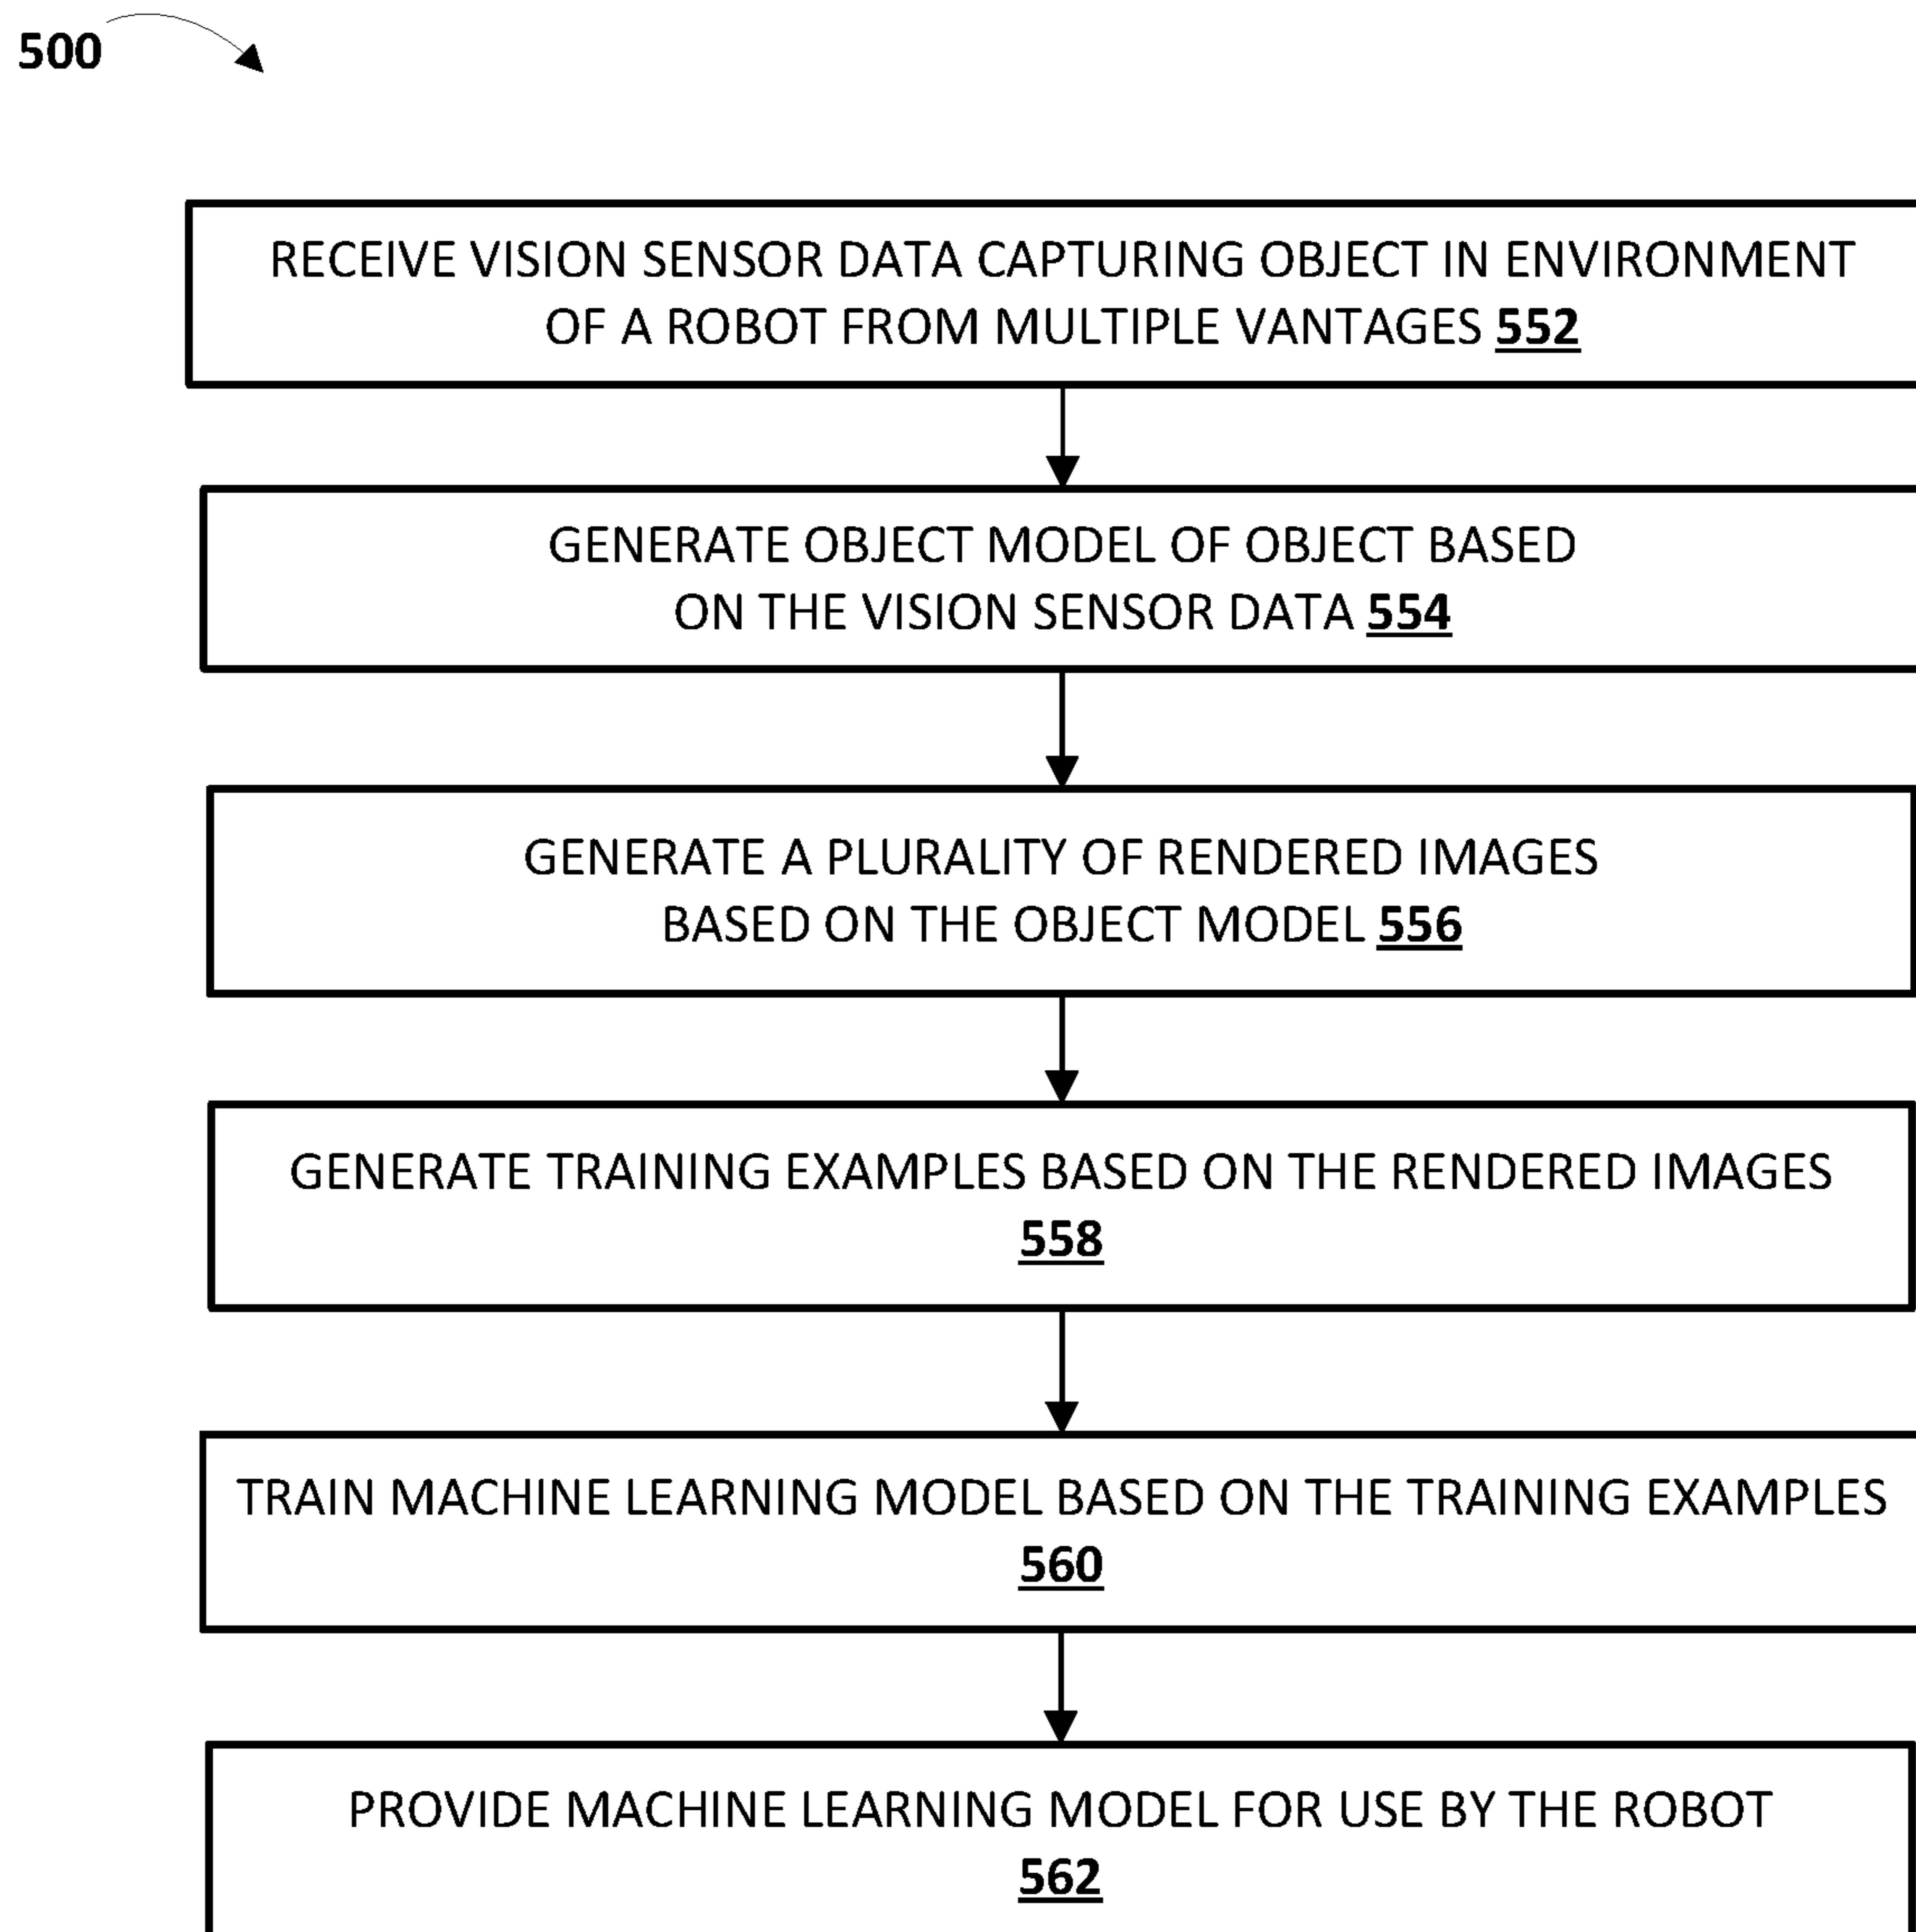 500
RECEIVE VISION SENSOR DATA CAPTURING OBJECT IN ENVIRONMENT
OF A ROBOT FROM MULTIPLE VANTAGES 552
GENERATE OBJECT MODEL OF OBJECT BASED
ON THE VISION SENSOR DATA 554
GENERATE A PLURALITY OF RENDERED IMAGES
BASED ON THE OBJECT MODEL 556
GENERATE TRAINING EXAMPLES BASED ON THE RENDERED IMAGES
558
TRAIN MACHINE LEARNING MODEL BASED ON THE TRAINING EXAMPLES
560
PROVIDE MACHINE LEARNING MODEL FOR USE BY THE ROBOT
562